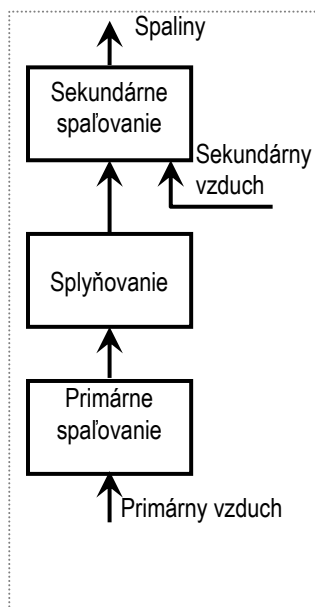 Spaliny
Sekundárne
spaľovanie
Sekundárny
vzduch
Splyňovanie
Primárne
spaľovanie
Primárny vzduch